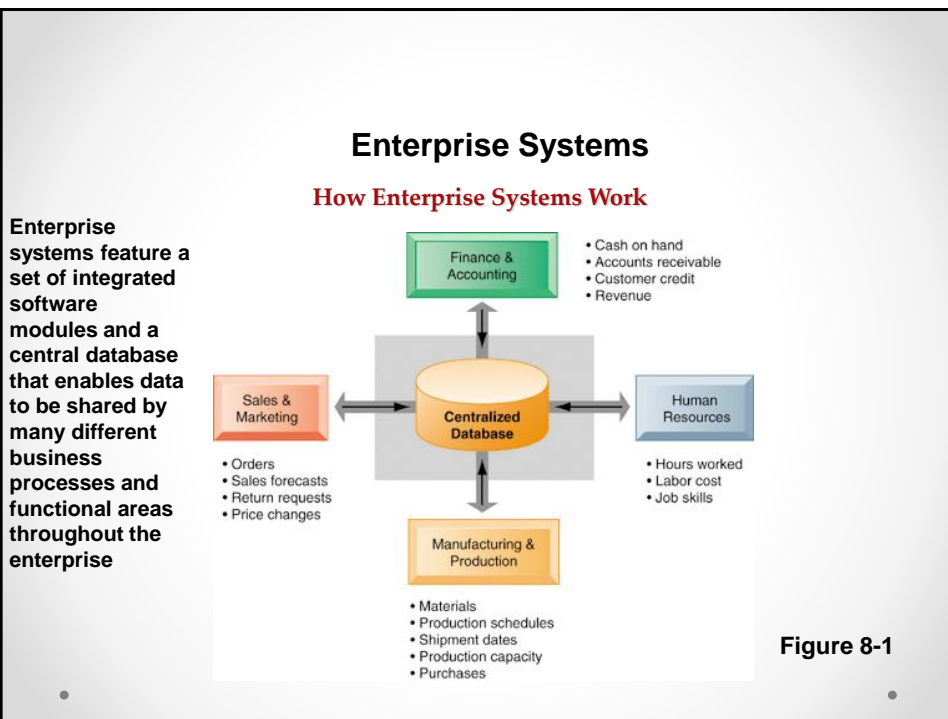 Enterprise Systems
How Enterprise Systems Work
Enterprise
systems feature a
set of integrated
software
modules and a
central database
that enables data
to be shared by
many different
business
processes and
functional areas
throughout the
enterprise
Finance &
Accounting
• Cash on hand
• Accounts receivable
• Customer credit
• Revenue
Sales &
Marketing
• Orders
• Sales forecasts
• Return requests
• Price changes
Centralized
Database
Human
Resources
• Hours worked
• Labor cost
• Job skills
Manufacturing &
Production
• Materials
• Production schedules
• Shipment dates
• Production capacity
• Purchases
Figure 8-1